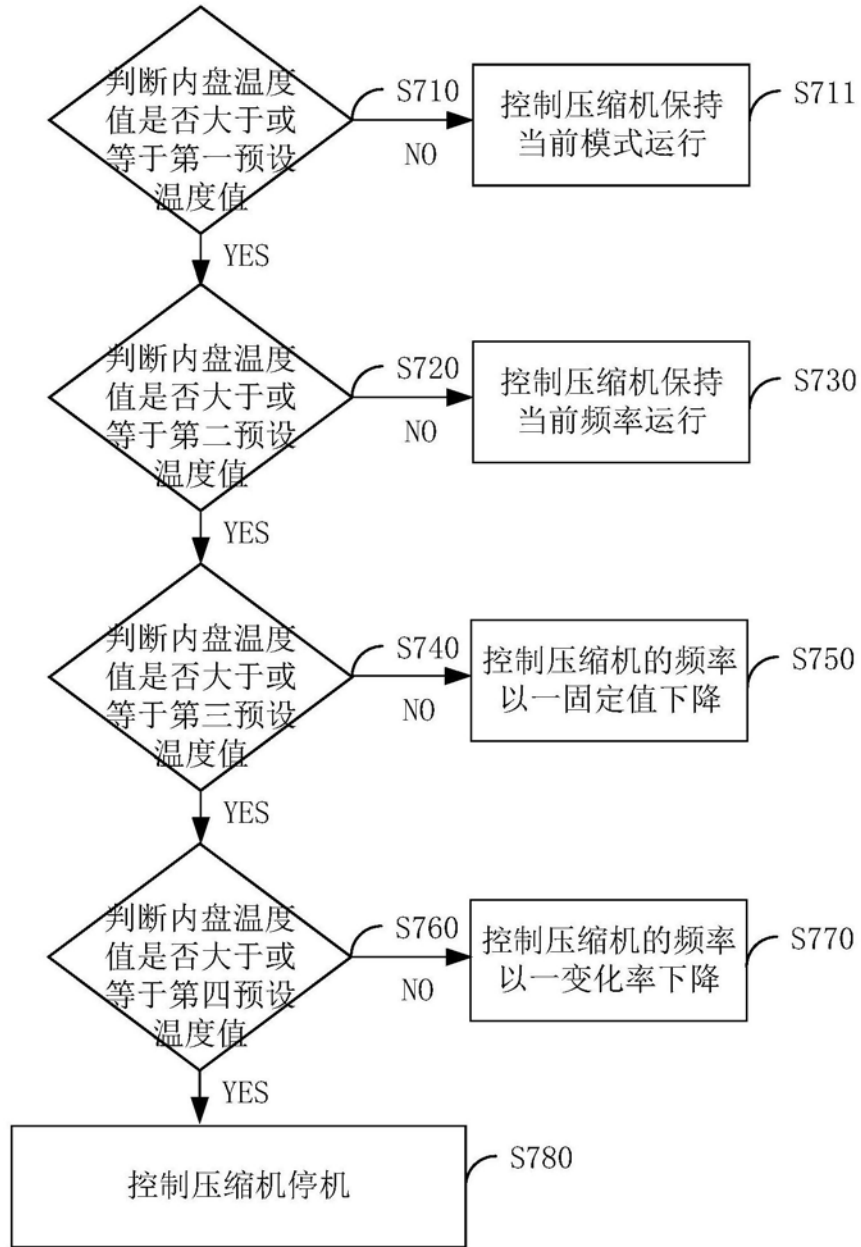 判断内盘温度
值是否大于或
等于第一预设
温度值
S710
NO
控制压缩机保持
当前模式运行
S711
YES
判断内盘温度
值是否大于或
等于第二预设
温度值
S720
NO
控制压缩机保持
当前频率运行
S730
YES
判断内盘温度
值是否大于或
等于第三预设
温度值
S740
NO
控制压缩机的频率
以一固定值下降
S750
YES
判断内盘温度
值是否大于或
等于第四预设
温度值
S760
NO
控制压缩机的频率
以一变化率下降
S770
YES
控制压缩机停机
S780